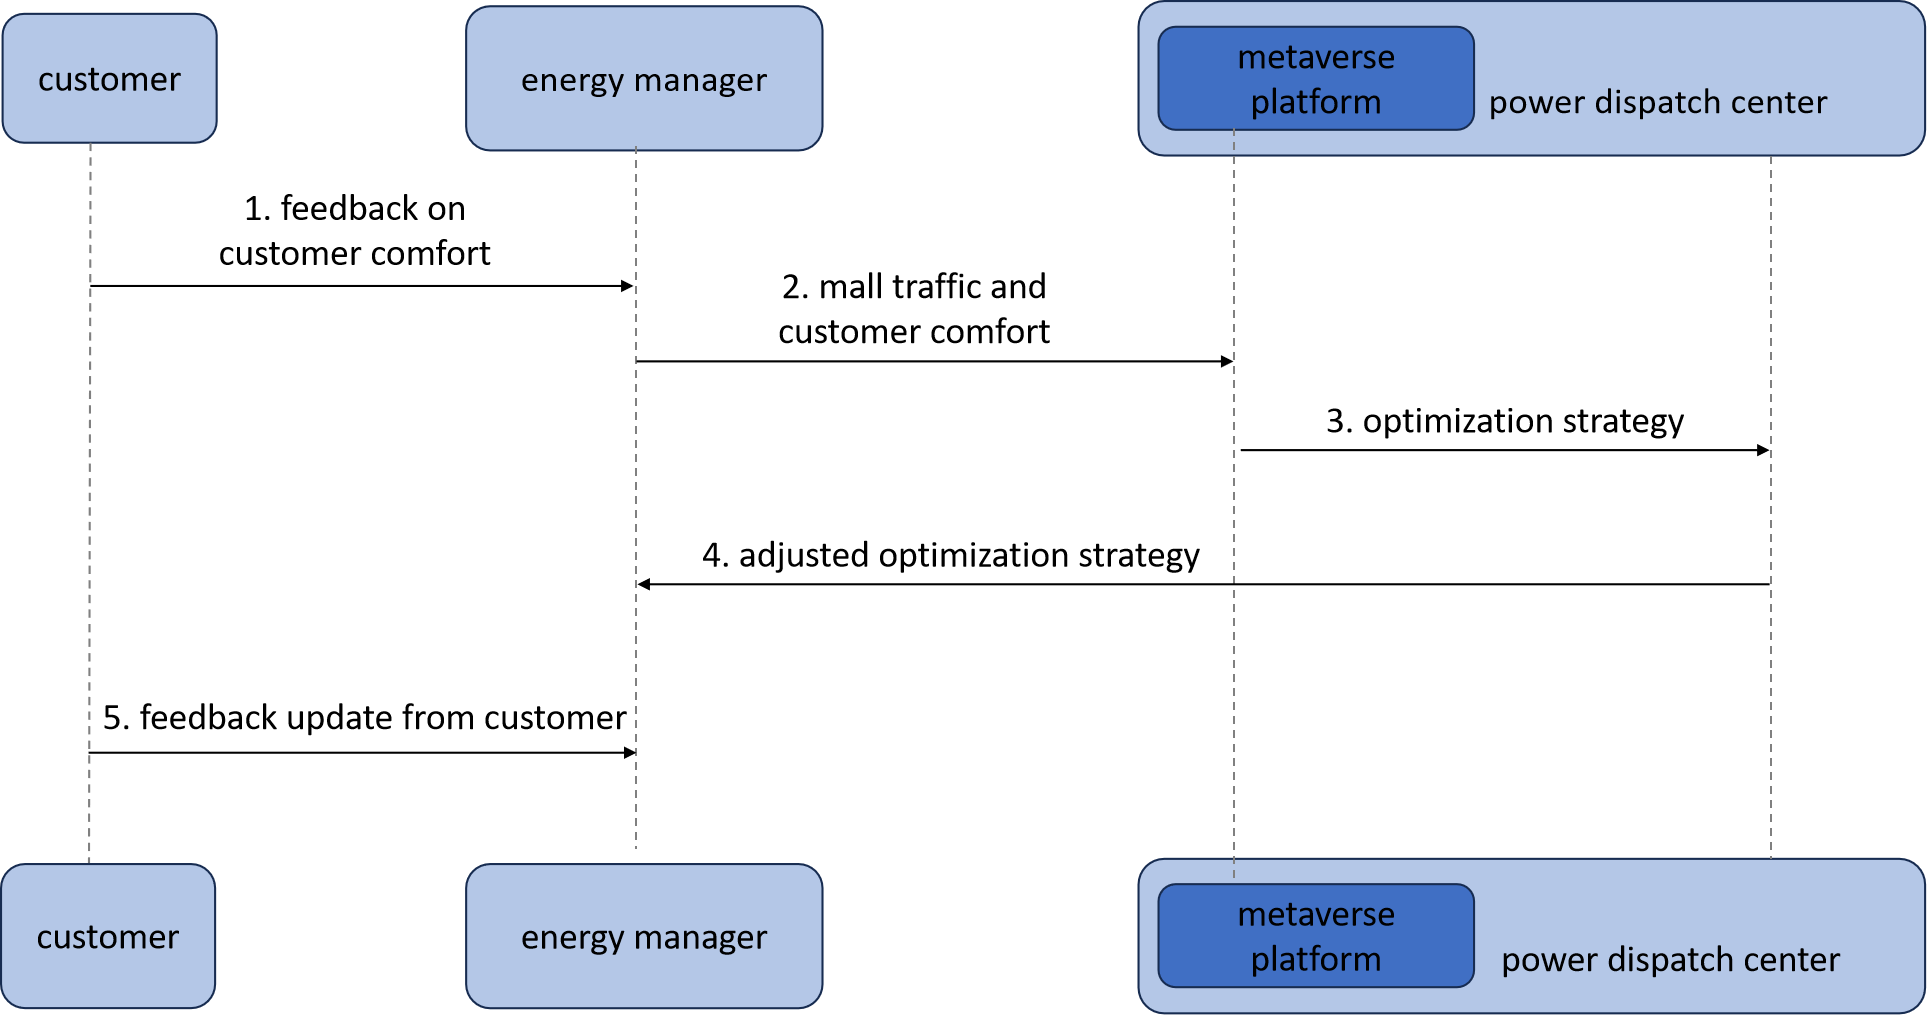 customer
energy manager
metaverse
platform
power dispatch center
1. feedback on
customer comfort
2. mall traffic and
customer comfort
3. optimization strategy
4. adjusted optimization strategy
5. feedback update from customer
customer
energy manager
metaverse
platform
power dispatch center